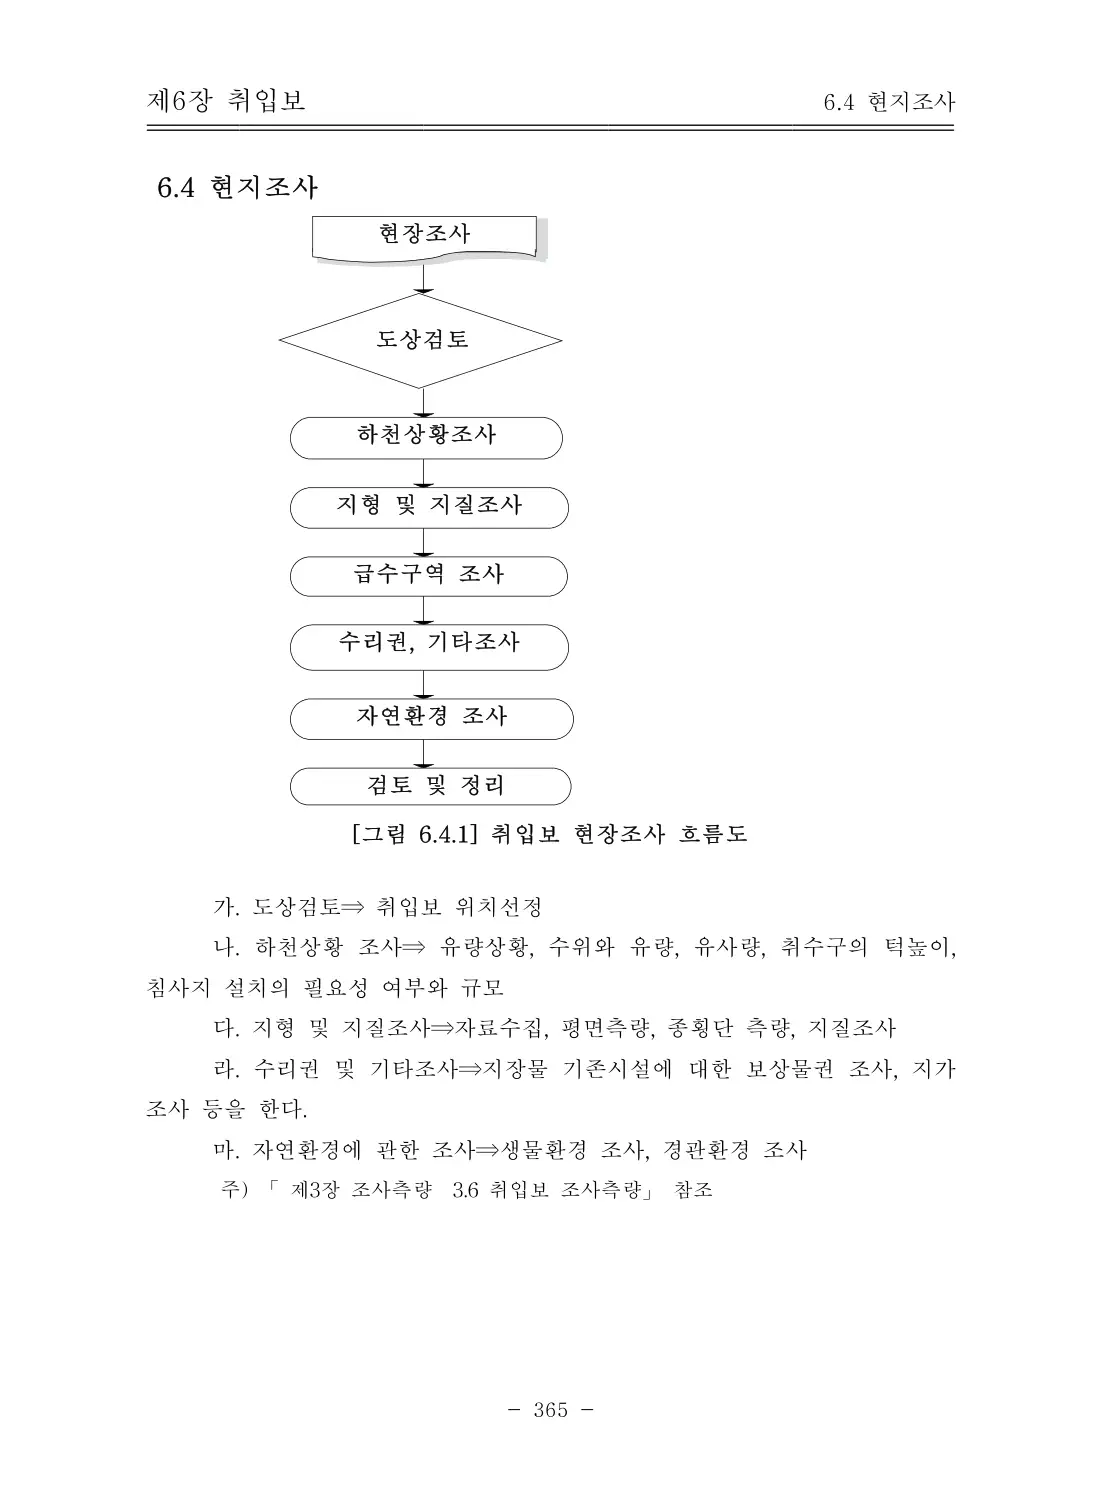 제6장 취입보
6.4 현지조사
6.4 현지조사
현장조사
도상검토
하천상황조사
지형 및 지질조사
급수구역 조사
수리권, 기타조사
자연환경 조사
검토 및 정리
[그림 6.4.1] 취입보 현장조사 흐름도
가. 도상검토⇒ 취입보 위치선정
나. 하천상황 조사⇒ 유량상황, 수위와 유량, 유사량, 취수구의 턱높이,
침사지 설치의 필요성 여부와 규모
다. 지형 및 지질조사⇒자료수집, 평면측량, 종횡단 측량, 지질조사
라. 수리권 및 기타조사⇒지장물 기존시설에 대한 보상물권 조사, 지가
조사 등을 한다.
마. 자연환경에 관한 조사⇒생물환경 조사, 경관환경 조사
주) 「 제3장 조사측량 3.6 취입보 조사측량」 참조
- 365 -